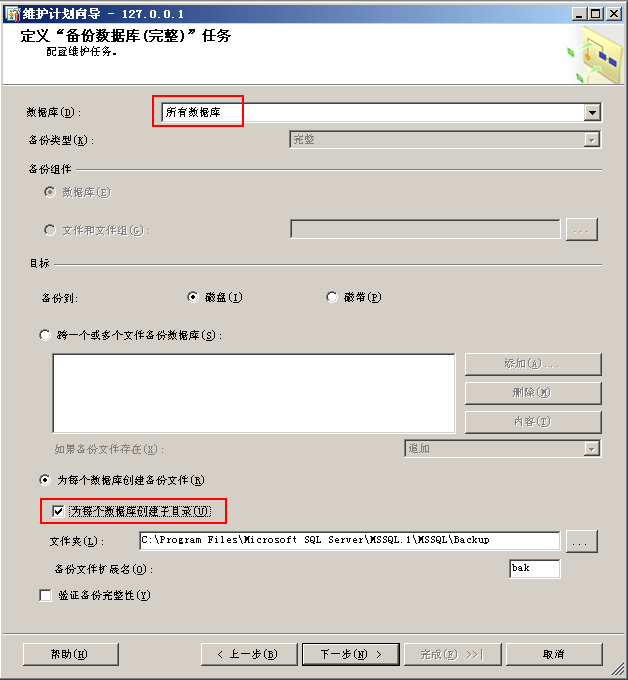 维护计划向导 - 127.0.0.1
定义“备份数据库(完整)”任务
配置维护任务。
数据库(D): 所有数据库
备份类型(K): 完整
备份组件
数据库(E)
文件和文件组(G): ...
目标
备份到: 磁盘(I) 磁带(P)
跨一个或多个文件备份数据库(S):
添加(A)...
删除(M)
内容(T)
如果备份文件存在(X): 追加
为每个数据库创建备份文件(R)
为每个数据库创建子目录(U)
文件夹(L): C:\Program Files\Microsoft SQL Server\MSSQL.1\MSSQL\Backup ...
备份文件扩展名(O): bak
验证备份完整性(Y)
帮助(H) < 上一步(B) 下一步(N) > 完成(F) >>| 取消